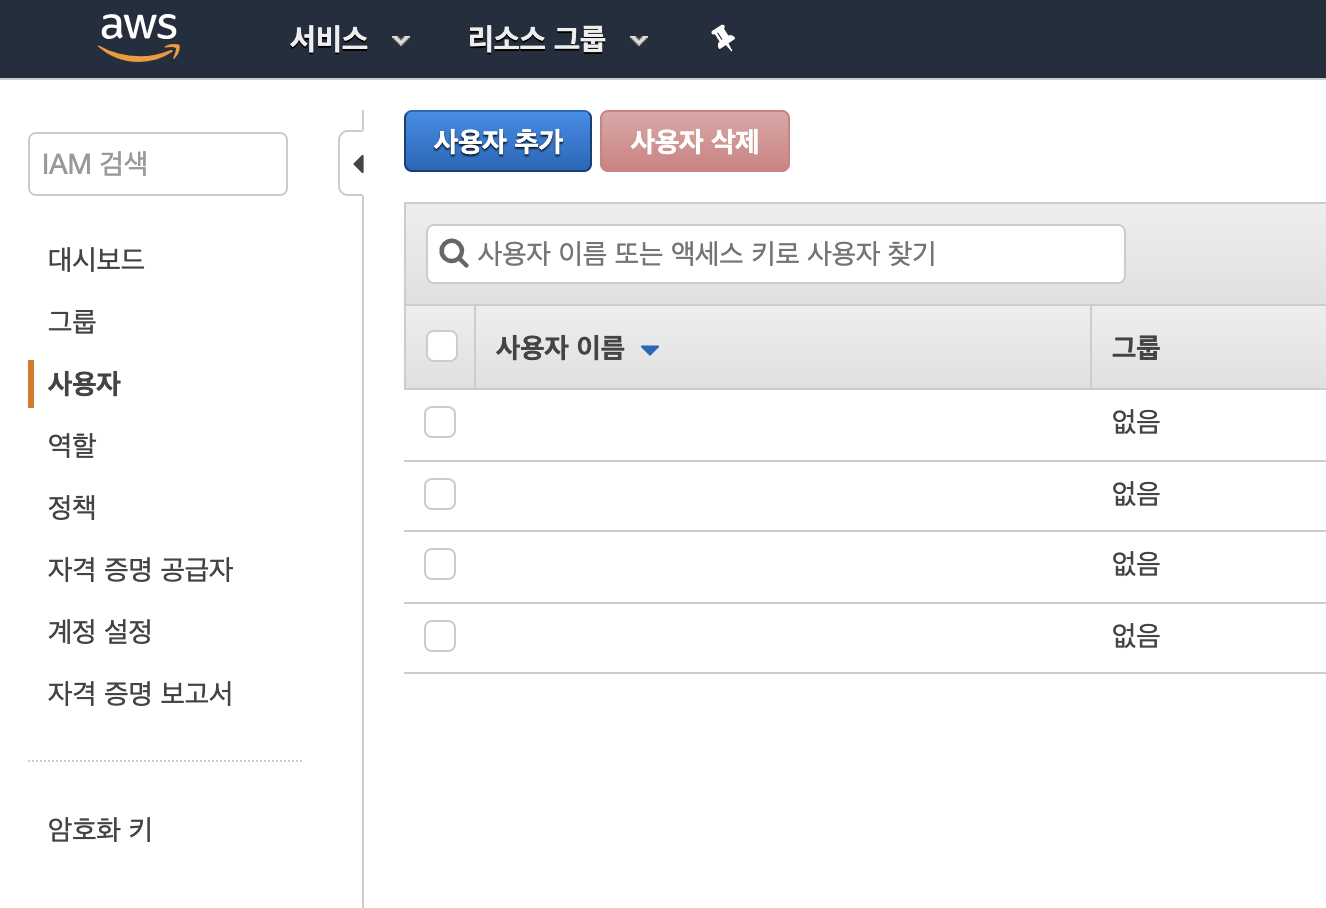 aws 서비스 리소스 그룹
IAM 검색
대시보드
그룹
사용자
역할
정책
자격 증명 공급자
계정 설정
자격 증명 보고서
암호화 키
사용자 추가 사용자 삭제
사용자 이름 또는 액세스 키로 사용자 찾기
사용자 이름 그룹
없음
없음
없음
없음